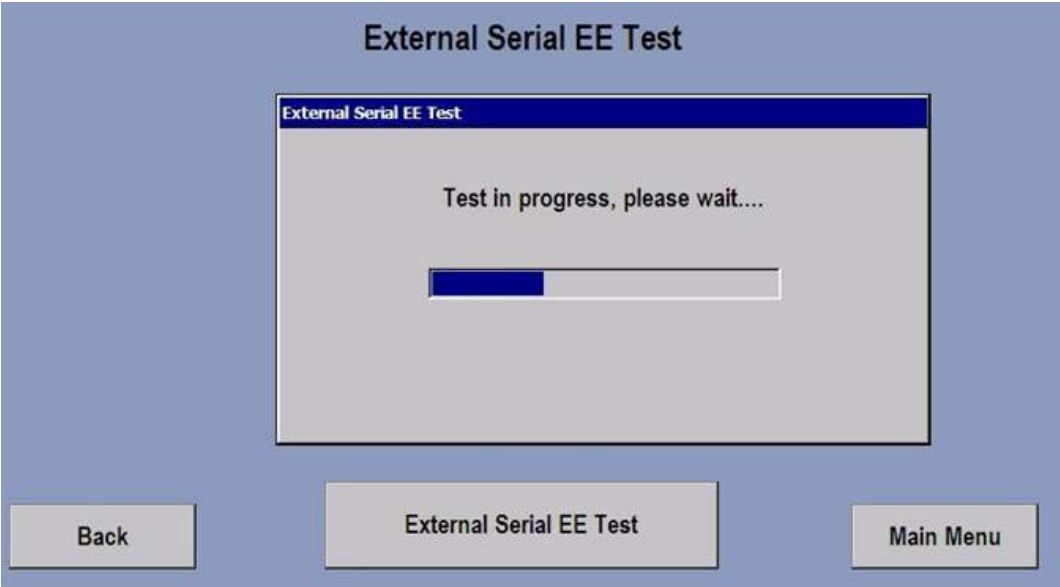 External Serial EE Test
External Serial EE Test
Test in progress, please wait....
Back
External Serial EE Test
Main Menu